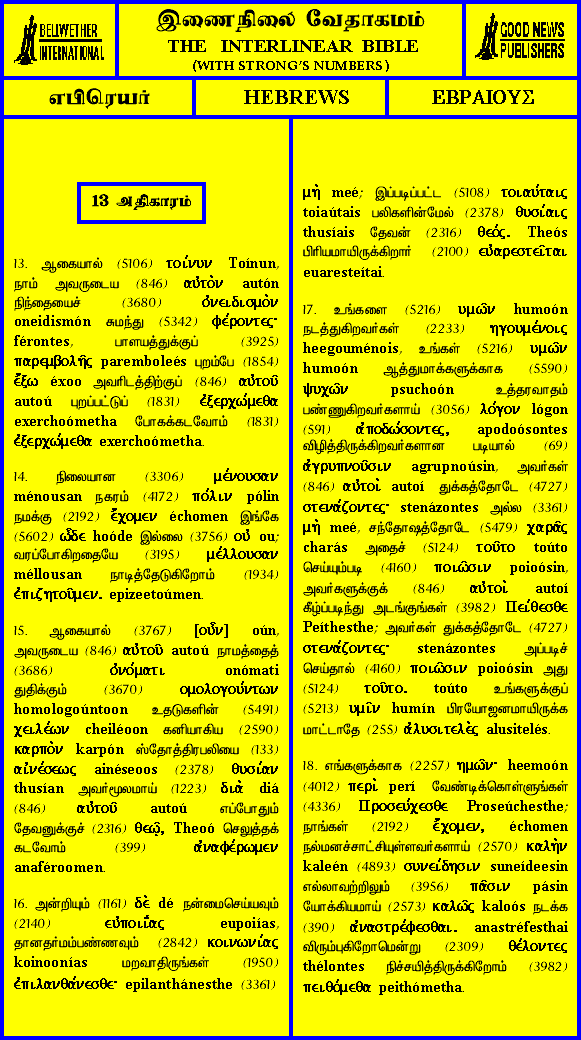 BELLWETHER
INTERNATIONAL
இணைநிலை வேதாகமம்
THE INTERLINEAR BIBLE
(WITH STRONG'S NUMBERS)
GOOD NEWS
PUBLISHERS
எபிரெயர்
HEBREWS
ΕΒΡΑΙΟΥΣ
13 அதிகாரம்
13. ஆகையால் (5106) τοίνυν Toínun,
நாம் அவருடைய (846) αὐτὸν autón
நிந்தையைச் (3680) ὀνειδισμὸν
oneidismón சுமந்து (5342) φέροντες·
férontes, பாளயத்துக்குப் (3925)
παρεμβολῆς paremboleés புறம்பே (1854)
ἔξω éxoo அவரிடத்திற்குப் (846) αὐτοῦ
autoú புறப்பட்டுப் (1831) ἐξερχώμεθα
exerchoómetha போகக்கடவோம் (1831)
ἐξερχώμεθα exerchoómetha.
14. நிலையான (3306) μένουσαν
ménousan நகரம் (4172) πόλιν pólin
நமக்கு (2192) ἔχομεν échomen இங்கே
(5602) ὧδε hoóde இல்லை (3756) οὐ ou;
வரப்போகிறதையே (3195) μέλλουσαν
méllousan நாடித்தேடுகிறோம் (1934)
ἐπιζητοῦμεν. epizeetoúmen.
15. ஆகையால் (3767) [οὖν] oún,
அவருடைய (846) αὐτοῦ autoú நாமத்தைத்
(3686) ὀνόματι onómati
துதிக்கும் (3670) ομολογούντων
homologoúntoon உதடுகளின் (5491)
χειλέων cheiléoon கனியாகிய (2590)
καρπὸν karpón ஸ்தோத்திரபலியை (133)
αἰνέσεως ainéseoos (2378) θυσίαν
thusían அவர்மூலமாய் (1223) διὰ diá
(846) αὐτοῦ autoú எப்போதும்
தேவனுக்குச் (2316) θεῶ, Theoó செலுத்தக்
கடவோம் (399) ἀναφέρωμεν
anaféroomen.
16. அன்றியும் (1161) δὲ dé நன்மைசெய்யவும்
(2140) εὐποιΐας eupoiías,
தானதர்மம்பண்ணவும் (2842) κοινωνίας
koinoonías மறவாதிருங்கள் (1950)
ἐπιλανθάνεσθε· epilanthánesthe (3361)
μὴ meé; இப்படிப்பட்ட (5108) τοιαύταις
toiaútais பலிகளின்மேல் (2378) θυσίαις
thusíais தேவன் (2316) θεός. Theós
பிரியமாயிருக்கிறார் (2100) εὐαρεστεῖται
euaresteítai.
17. உங்களை (5216) υμῶν humoón
நடத்துகிறவர்கள் (2233) ηγουμένοις
heegouménois, உங்கள் (5216) υμῶν
humoón ஆத்துமாக்களுக்காக (5590)
ψυχῶν psuchoón உத்தரவாதம்
பண்ணுகிறவர்களாய் (3056) λόγον lógon
(591) ἀποδώσοντες, apodoósontes
விழித்திருக்கிறவர்களான படியால் (69)
ἀγρυπνοῦσιν agrupnoúsin, அவர்கள்
(846) αὐτοὶ autoí துக்கத்தோடே (4727)
στενάζοντες· stenázontes அல்ல (3361)
μὴ meé, சந்தோஷத்தோடே (5479) χαρᾶς
charás அதைச் (5124) τοῦτο toúto
செய்யும்படி (4160) ποιῶσιν poioósin,
அவர்களுக்குக் (846) αὐτοὶ autoí
கீழ்ப்படிந்து அடங்குங்கள் (3982) Πείθεσθε
Peíthesthe; அவர்கள் துக்கத்தோடே (4727)
στενάζοντες· stenázontes அப்படிச்
செய்தால் (4160) ποιῶσιν poioósin அது
(5124) τοῦτο. toúto உங்களுக்குப்
(5213) υμῖν humín பிரயோஜனமாயிருக்க
மாட்டாதே (255) ἀλυσιτελὲς alusitelés.
18. எங்களுக்காக (2257) ημῶν· heemoón
(4012) περὶ perí வேண்டிக்கொள்ளுங்கள்
(4336) Προσεύχεσθε Proseúchesthe;
நாங்கள் (2192) ἔχομεν, échomen
நல்மனச்சாட்சியுள்ளவர்களாய் (2570) καλὴν
kaleén (4893) συνείδησιν suneídeesin
எல்லாவற்றிலும் (3956) πᾶσιν pásin
யோக்கியமாய் (2573) καλῶς kaloós நடக்க
(390) ἀναστρέφεσθαι. anastréfesthai
விரும்புகிறோமென்று (2309) θέλοντες
thélontes நிச்சயித்திருக்கிறோம் (3982)
πειθόμεθα peithómetha.